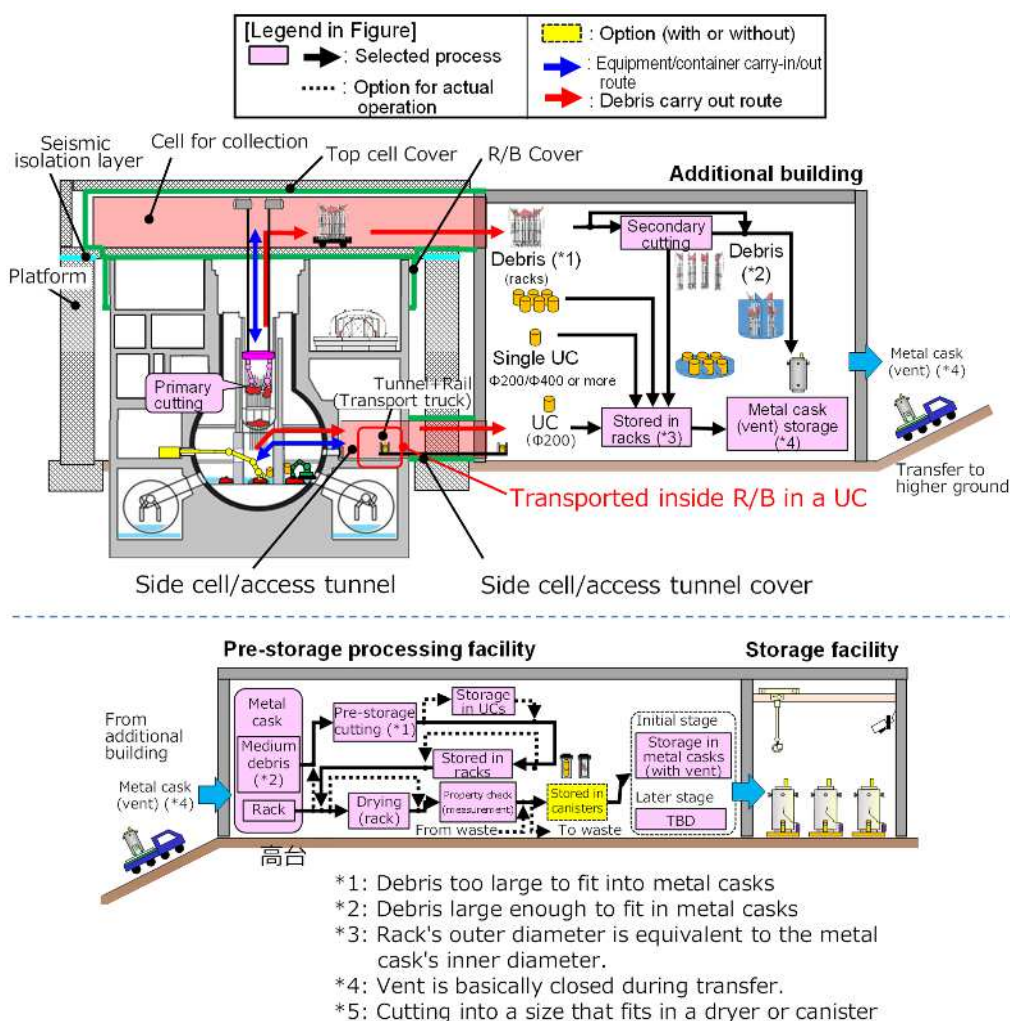 [Legend in Figure]
: Selected process
: Option for actual
operation
: Option (with or without)
: Equipment/container carry-in/out
route
: Debris carry out route
Seismic
isolation layer
Cell for collection
Top cell Cover
R/B Cover
Additional building
Platform
Secondary
cutting
Debris (*1)
(racks)
Debris
(*2)
Single UC
Φ200/Φ400 or more
Primary
cutting
Tunnel+Rail
(Transport truck)
UC
(Φ200)
Stored in
racks (*3)
Metal cask
(vent) storage
(*4)
Metal cask
(vent) (*4)
Transfer to
higher ground
Transported inside R/B in a UC
Side cell/access tunnel
Side cell/access tunnel cover
Pre-storage processing facility
Storage facility
From
additional
building
Metal cask
(vent) (*4)
Metal
cask
Medium
debris
(*2)
Rack
Pre-storage
cutting (*1)
Storage
in UCs
Stored in
racks
Drying
(rack)
Property check
(measurement)
Stored in
canisters
From waste
To waste
Initial stage
Storage in
metal casks
(with vent)
Later stage
TBD
高台
*1: Debris too large to fit into metal casks
*2: Debris large enough to fit in metal casks
*3: Rack's outer diameter is equivalent to the metal
cask's inner diameter.
*4: Vent is basically closed during transfer.
*5: Cutting into a size that fits in a dryer or canister